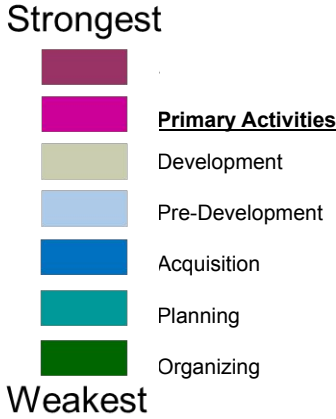 Strongest
Primary Activities
Development
Pre-Development
Acquisition
Planning
Organizing
Weakest